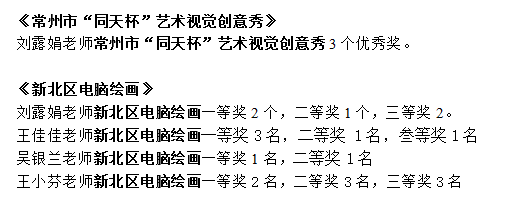 《常州市“同天杯”艺术视觉创意秀》
刘露娟老师常州市“同天杯”艺术视觉创意秀3个优秀奖。
《新北区电脑绘画》
刘露娟老师新北区电脑绘画一等奖2个，二等奖1个，三等奖2。
王佳佳老师新北区电脑绘画一等奖3名，二等奖 1名，叁等奖1名
吴银兰老师新北区电脑绘画一等奖1名，二等奖1名
王小芬老师新北区电脑绘画一等奖2名，二等奖3名，三等奖3名